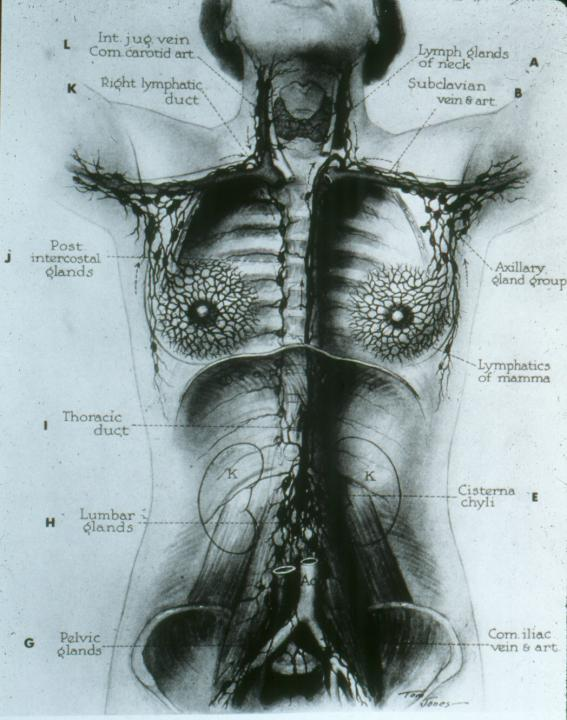 L
Int. jug. vein
Com. carotid art.
Lymph glands
of neck
A
K
Right lymphatic
duct
Subclavian
vein & art.
B
j
Post.
intercostal
glands
Axillary
gland group
Lymphatics
of mamma
I
Thoracic
duct
K
K
Cisterna
chyli
E
H
Lumbar
glands
Ao
G
Pelvic
glands
Com. iliac
vein & art.
Tom
Jones